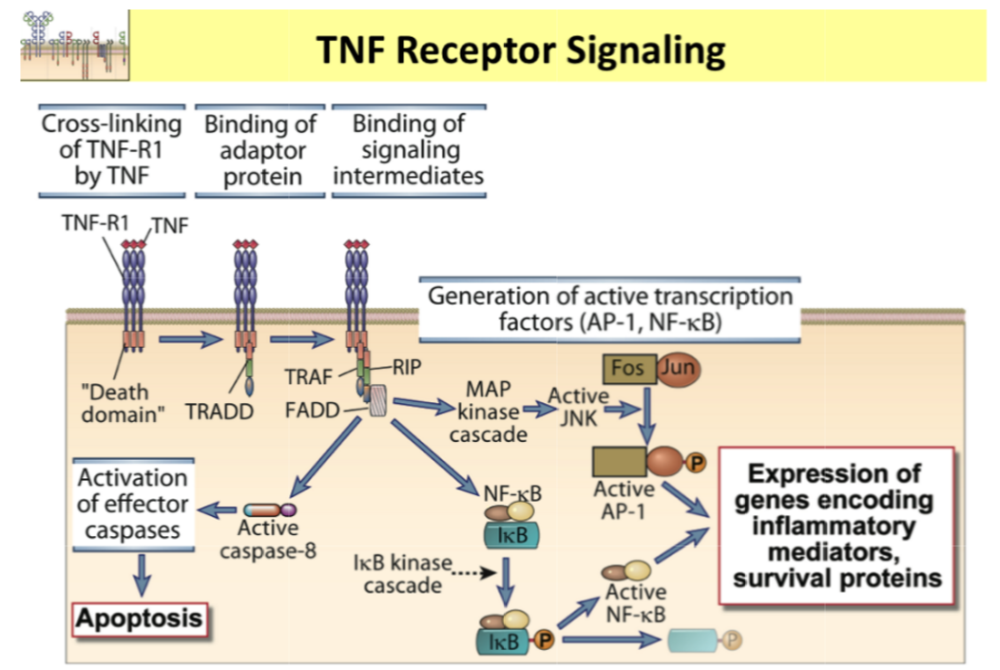 TNF Receptor Signaling
Cross-linking
of TNF-R1
by TNF
Binding of
adaptor
protein
Binding of
signaling
intermediates
TNF-R1
TNF
Generation of active transcription
factors (AP-1, NF-κB)
"Death
domain"
TRADD
TRAF
RIP
FADD
MAP
kinase
cascade
Active
JNK
Fos
Jun
P
Active
AP-1
Activation
of effector
caspases
Active
caspase-8
Apoptosis
NF-κB
IκB
IκB kinase
cascade
IκB
P
Active
NF-κB
P
Expression of
genes encoding
inflammatory
mediators,
survival proteins